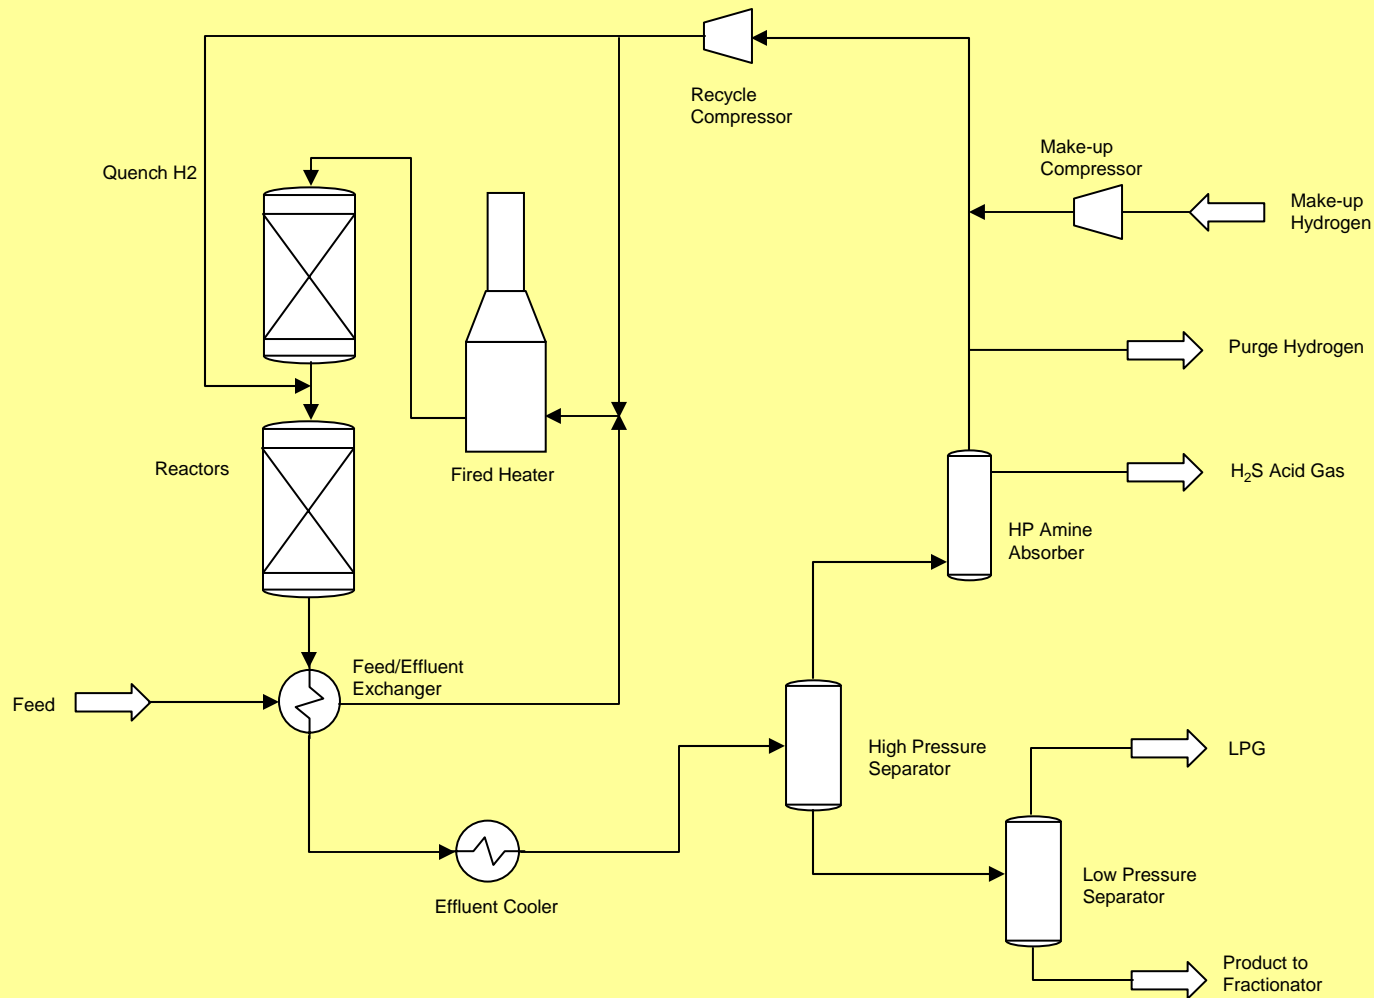 Recycle
Compressor
Make-up
Compressor
Quench H2
Make-up
Hydrogen
Purge Hydrogen
Reactors
Fired Heater
H₂S Acid Gas
HP Amine
Absorber
Feed/Effluent
Exchanger
Feed
High Pressure
Separator
LPG
Low Pressure
Separator
Effluent Cooler
Product to
Fractionator